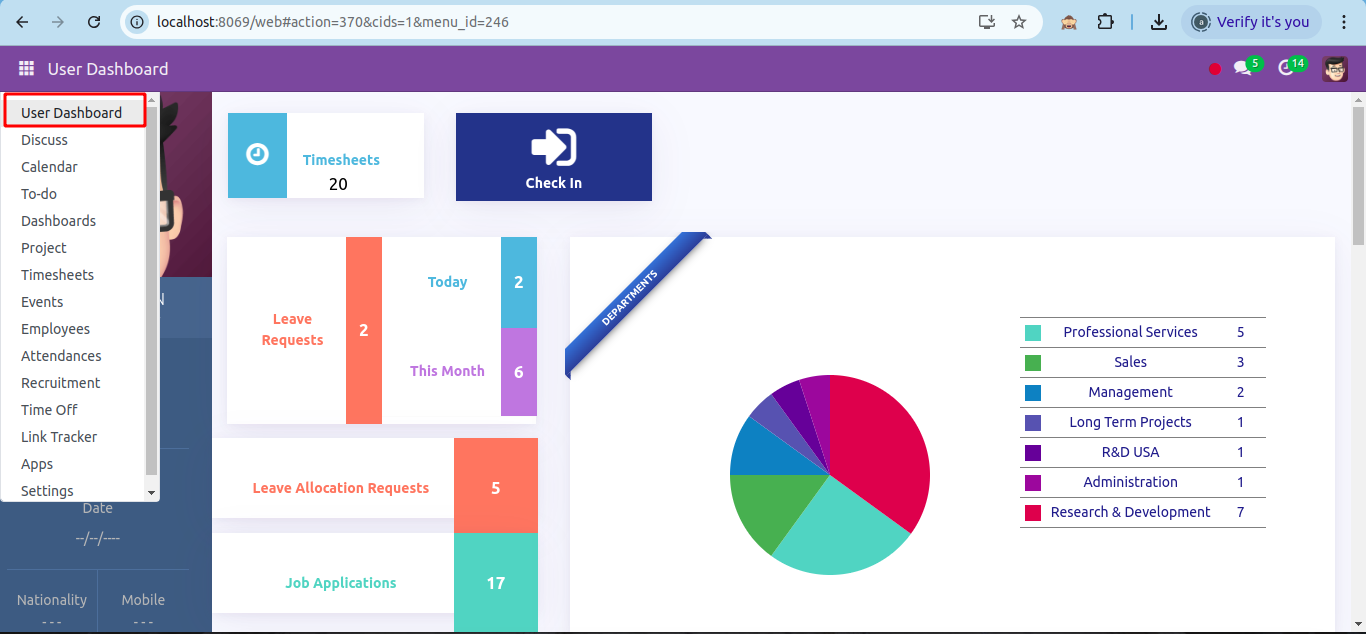 localhost:8069/web#action=370&cids=1&menu_id=246
a
Verify it's you
User Dashboard
5
14
User Dashboard
Discuss
Calendar
To-do
Dashboards
Project
Timesheets
Events
Employees
Attendances
Recruitment
Time Off
Link Tracker
Apps
Settings
N
Date
--/--/----
Nationality
Mobile
---
---
Timesheets
20
Check In
Leave
Requests
2
Today
2
This Month
6
Leave Allocation Requests
5
Job Applications
17
DEPARTMENTS
Professional Services 5
Sales 3
Management 2
Long Term Projects 1
R&D USA 1
Administration 1
Research & Development 7